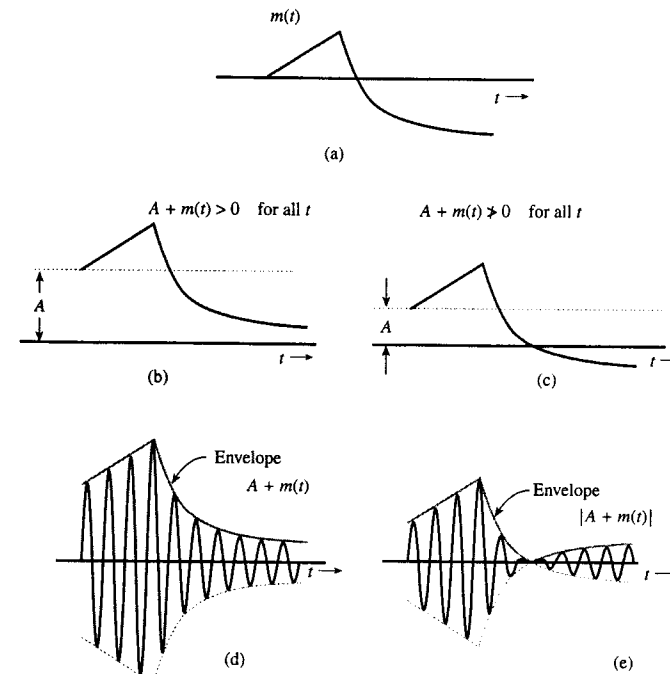 m(t)
t →
(a)
A + m(t) > 0 for all t
A
t →
(b)
A + m(t) ≯ 0 for all t
A
t
(c)
Envelope
A + m(t)
t →
(d)
Envelope
|A + m(t)|
t
(e)